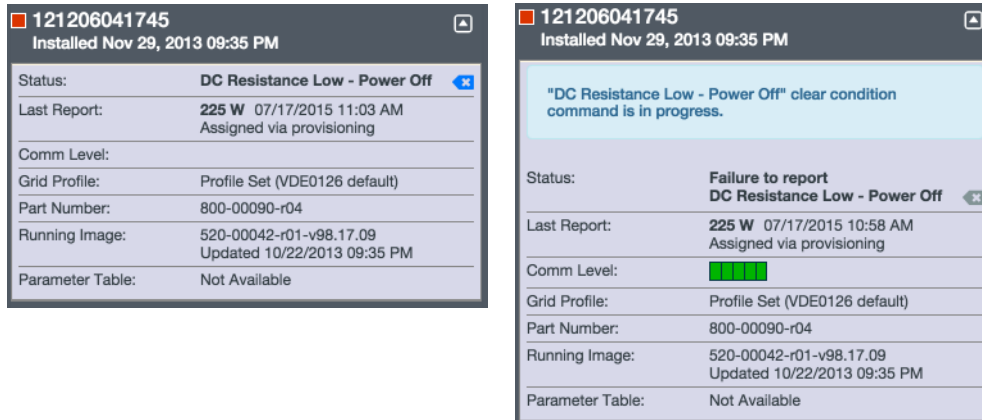 121206041745
Installed Nov 29, 2013 09:35 PM
Status: DC Resistance Low - Power Off
Last Report: 225 W 07/17/2015 11:03 AM
Assigned via provisioning
Comm Level:
Grid Profile: Profile Set (VDE0126 default)
Part Number: 800-00090-r04
Running Image: 520-00042-r01-v98.17.09
Updated 10/22/2013 09:35 PM
Parameter Table: Not Available
121206041745
Installed Nov 29, 2013 09:35 PM
"DC Resistance Low - Power Off" clear condition
command is in progress.
Status: Failure to report
DC Resistance Low - Power Off
Last Report: 225 W 07/17/2015 10:58 AM
Assigned via provisioning
Comm Level:
Grid Profile: Profile Set (VDE0126 default)
Part Number: 800-00090-r04
Running Image: 520-00042-r01-v98.17.09
Updated 10/22/2013 09:35 PM
Parameter Table: Not Available